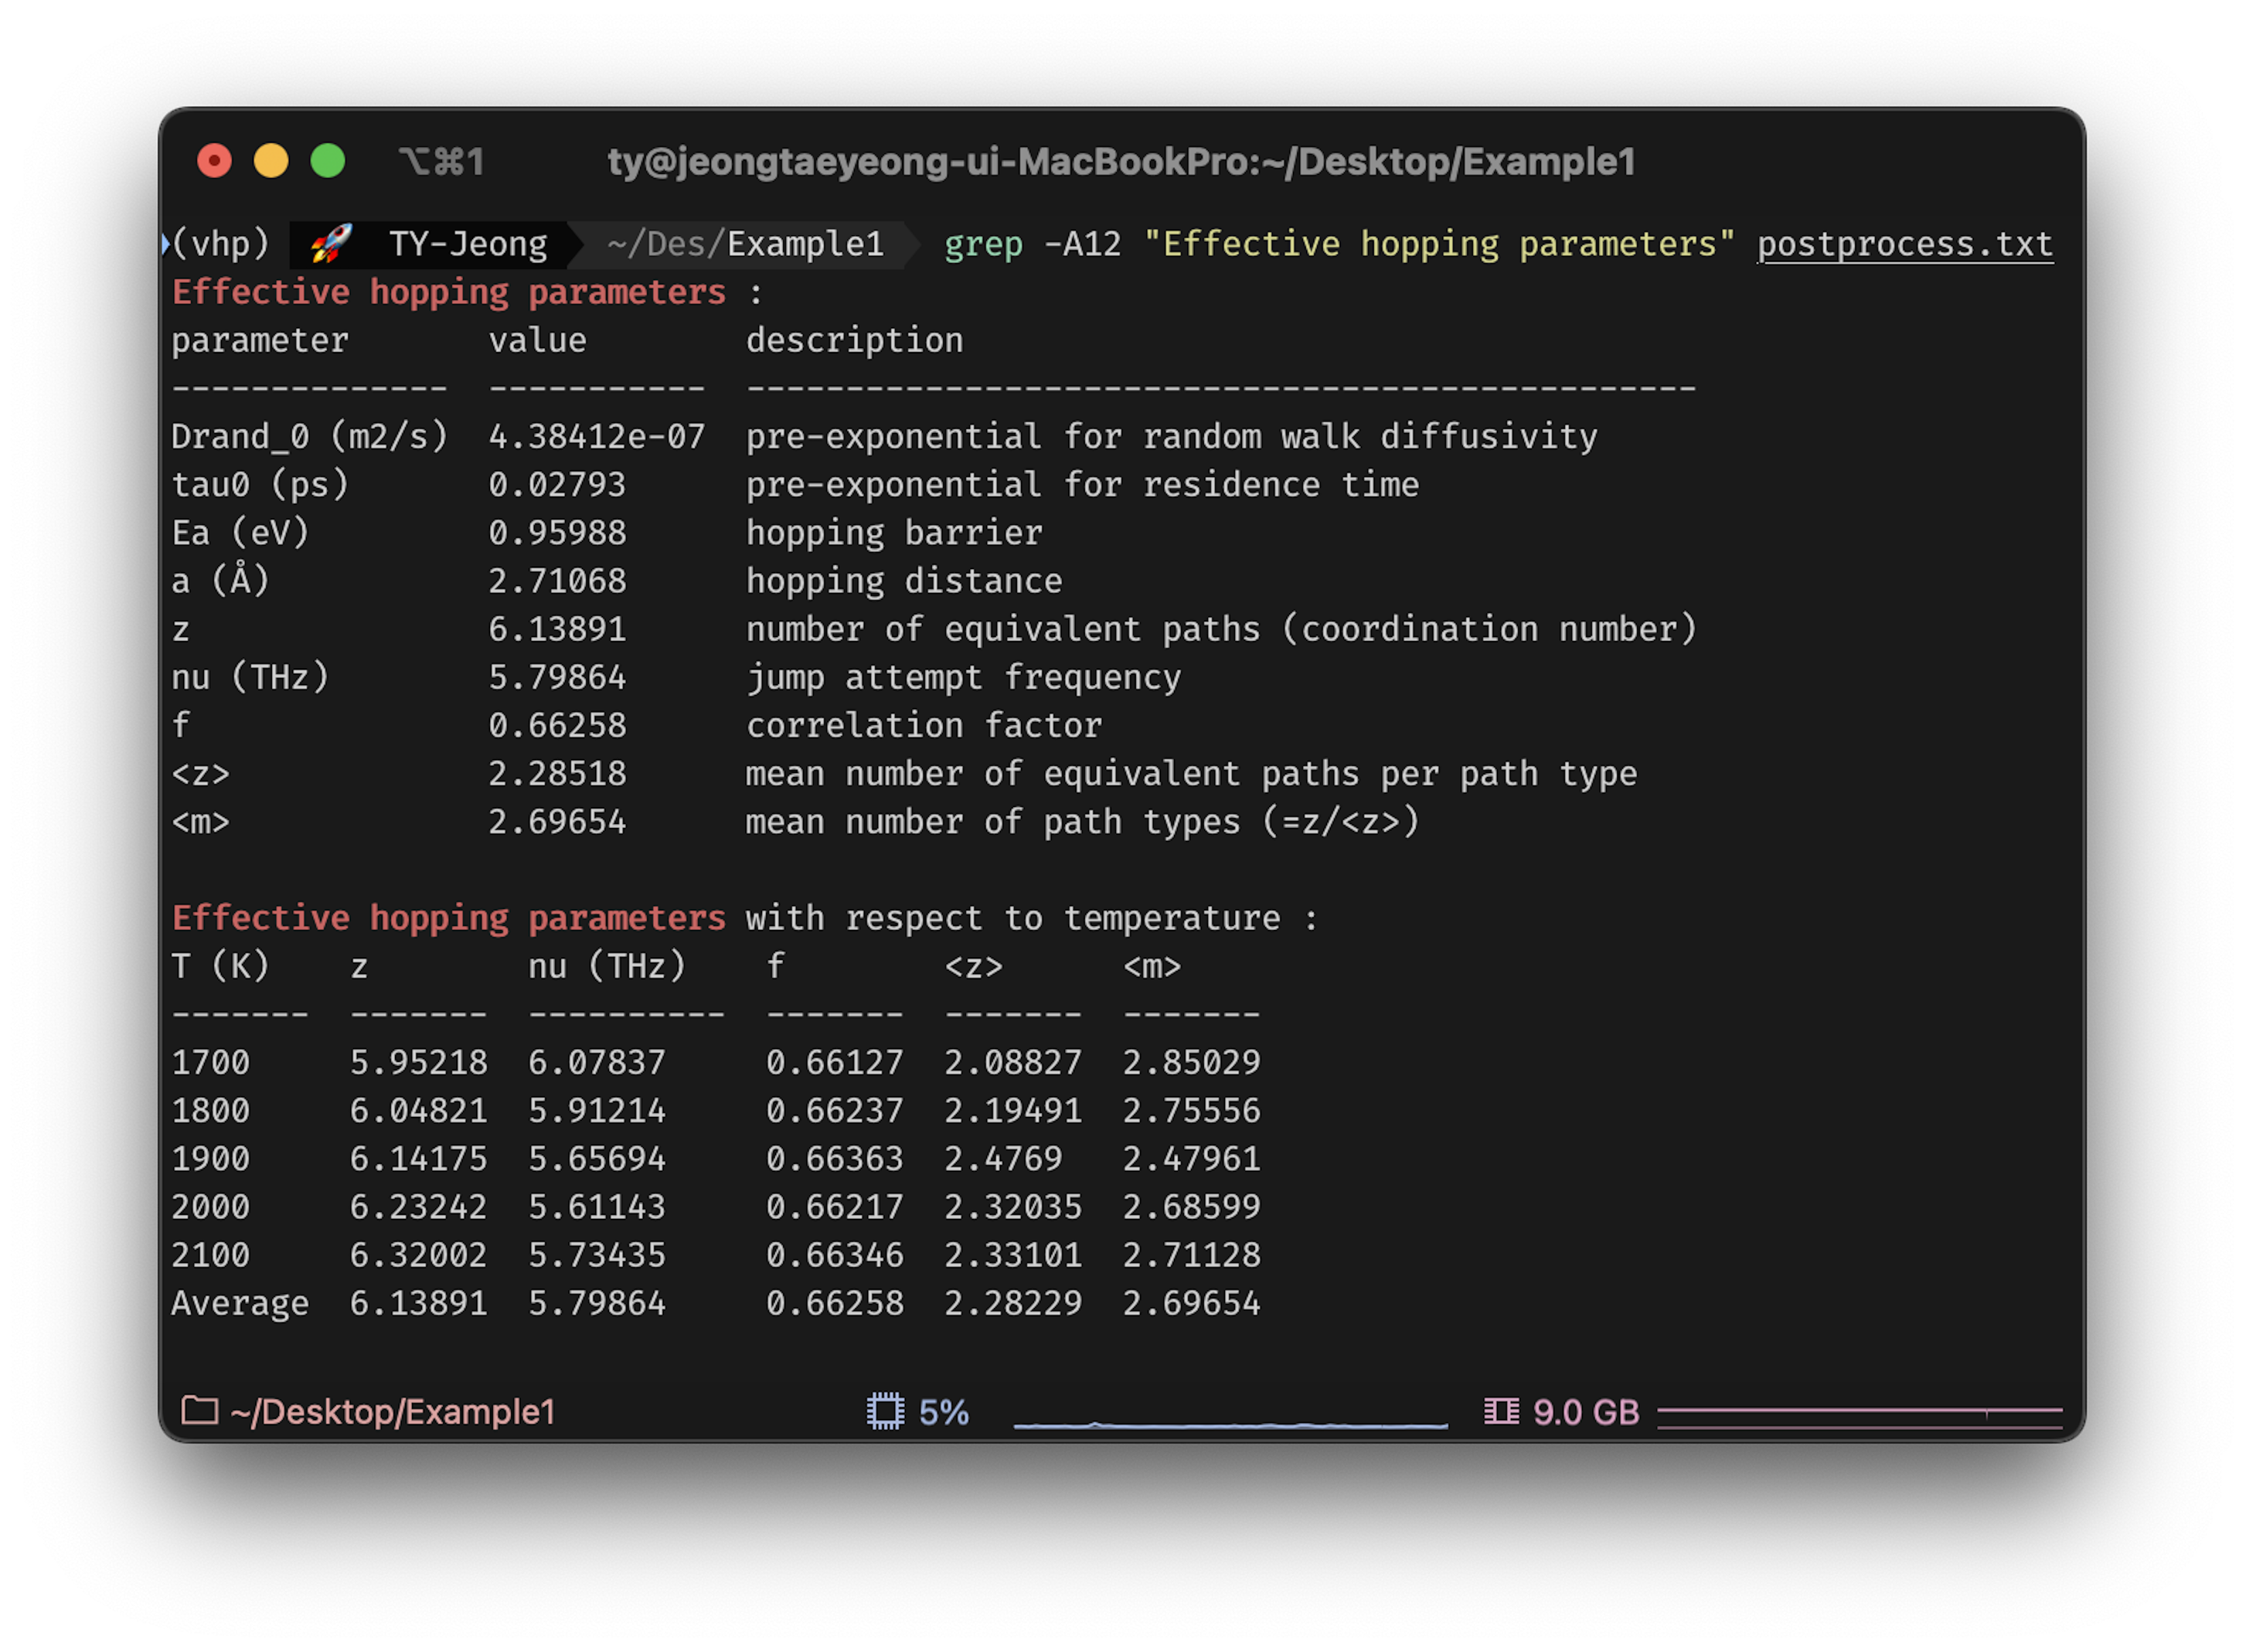 ⌥⌘1 ty@jeongtaeyeong-ui-MacBookPro:~/Desktop/Example1
(vhp) 🚀 TY-Jeong ~/Des/Example1 grep -A12 "Effective hopping parameters" postprocess.txt
Effective hopping parameters :
parameter       value        description
--------------  -----------  ------------------------------------------------
Drand_0 (m2/s)  4.38412e-07  pre-exponential for random walk diffusivity
tau0 (ps)       0.02793      pre-exponential for residence time
Ea (eV)         0.95988      hopping barrier
a (Å)           2.71068      hopping distance
z               6.13891      number of equivalent paths (coordination number)
nu (THz)        5.79864      jump attempt frequency
f               0.66258      correlation factor
<z>             2.28518      mean number of equivalent paths per path type
<m>             2.69654      mean number of path types (=z/<z>)
Effective hopping parameters with respect to temperature :
T (K)    z        nu (THz)    f        <z>      <m>
-------  -------  ----------  -------  -------  -------
1700     5.95218  6.07837     0.66127  2.08827  2.85029
1800     6.04821  5.91214     0.66237  2.19491  2.75556
1900     6.14175  5.65694     0.66363  2.4769   2.47961
2000     6.23242  5.61143     0.66217  2.32035  2.68599
2100     6.32002  5.73435     0.66346  2.33101  2.71128
Average  6.13891  5.79864     0.66258  2.28229  2.69654
~/Desktop/Example1 5% 9.0 GB